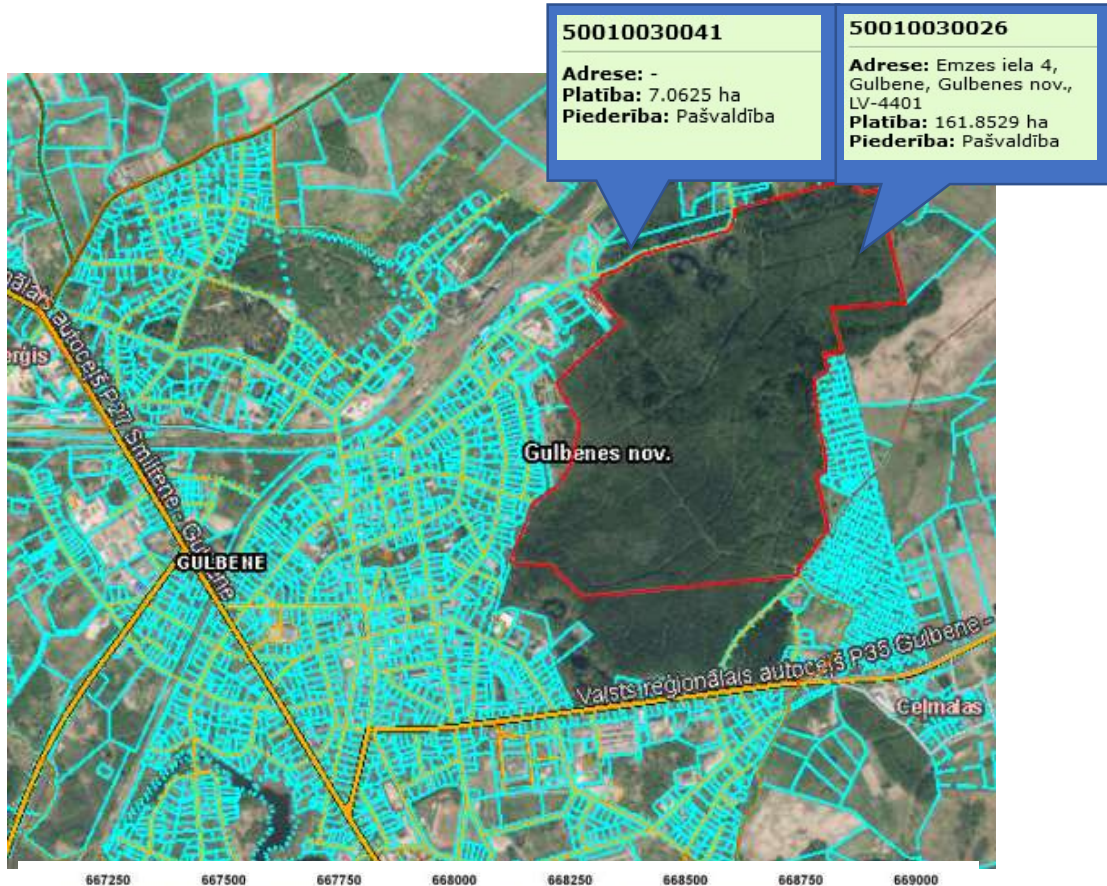 50010030041
Adrese: -
Platība: 7.0625 ha
Piederība: Pašvaldība
50010030026
Adrese: Emzes iela 4,
Gulbene, Gulbenes nov.,
LV-4401
Platība: 161.8529 ha
Piederība: Pašvaldība
autoceļš P27 Smiltene - Gulbene
Gulbenes nov.
GULBENE
Valsts reģionālais autoceļš P35 Gulbene -
Ceļmalas
667250 667500 667750 668000 668250 668500 668750 669000